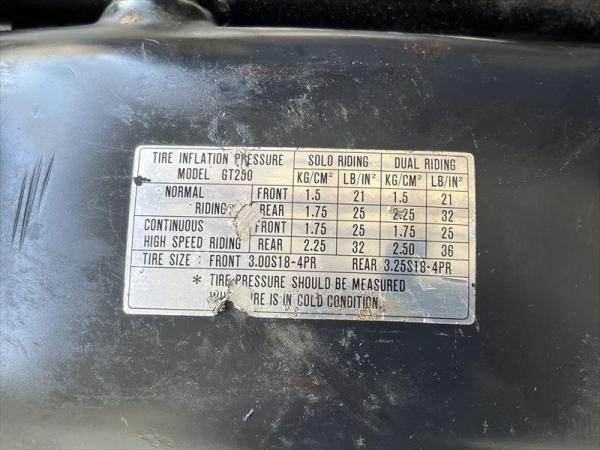 TIRE INFLATION PRESSURE SOLO RIDING DUAL RIDING
MODEL GT250 KG/CM² LB/IN² KG/CM² LB/IN²
NORMAL FRONT 1.5 21 1.5 21
RIDING REAR 1.75 25 2.25 32
CONTINUOUS FRONT 1.75 25 1.75 25
HIGH SPEED RIDING REAR 2.25 32 2.50 36
TIRE SIZE : FRONT 3.00S18-4PR REAR 3.25S18-4PR
* TIRE PRESSURE SHOULD BE MEASURED
IS IN COLD CONDITION.